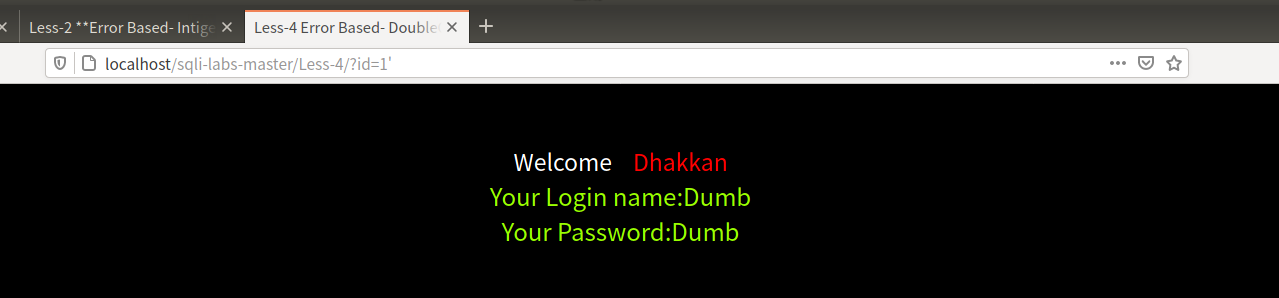 Less-2 **Error Based- Intige
Less-4 Error Based- Double
localhost/sqli-labs-master/Less-4/?id=1'
Welcome Dhakkan
Your Login name:Dumb
Your Password:Dumb